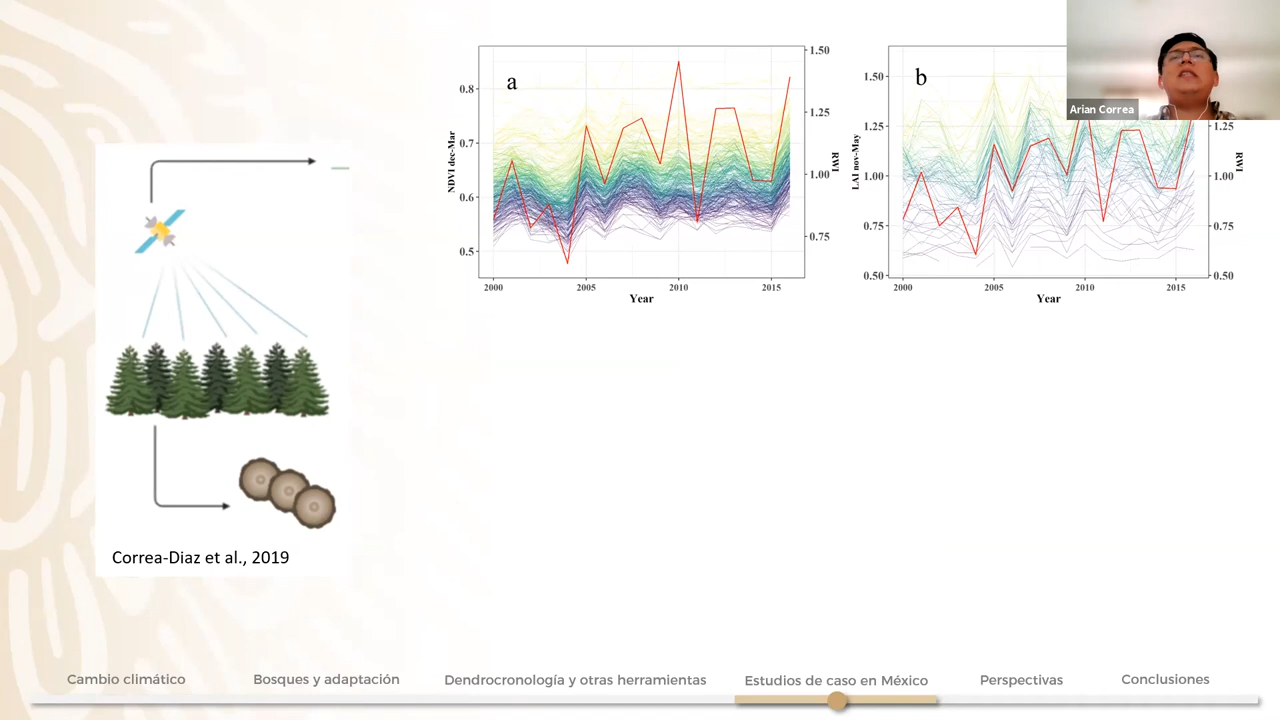 a
0.8
0.7
0.6
0.5
NDVI dec-Mar
1.50
1.25
1.00
0.75
RWI
2000 2005 2010 2015
Year
b
1.50
1.25
1.00
0.75
0.50
LAI nov-May
1.25
1.00
0.75
0.50
RWI
2000 2005 2010 2015
Year
Arian Correa
Correa-Diaz et al., 2019
Cambio climático Bosques y adaptación Dendrocronología y otras herramientas Estudios de caso en México Perspectivas Conclusiones